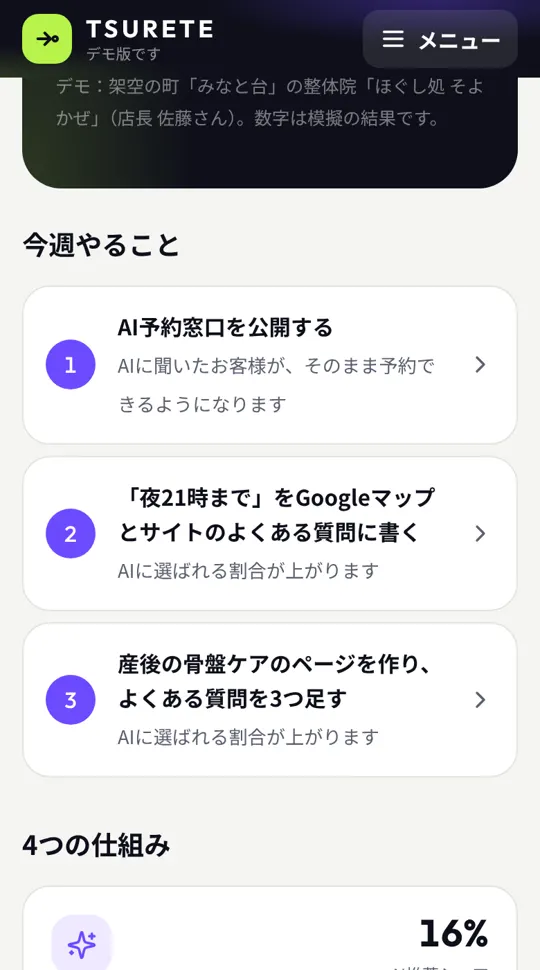 TSURETE
デモ版です
メニュー
デモ：架空の町「みなと台」の整体院「ほぐし処 そよ
かぜ」（店長 佐藤さん）。数字は模擬の結果です。
今週やること
1
AI予約窓口を公開する
AIに聞いたお客様が、そのまま予約で
きるようになります
2
「夜21時まで」をGoogleマップ
とサイトのよくある質問に書く
AIに選ばれる割合が上がります
3
産後の骨盤ケアのページを作り、
よくある質問を3つ足す
AIに選ばれる割合が上がります
4つの仕組み
16%